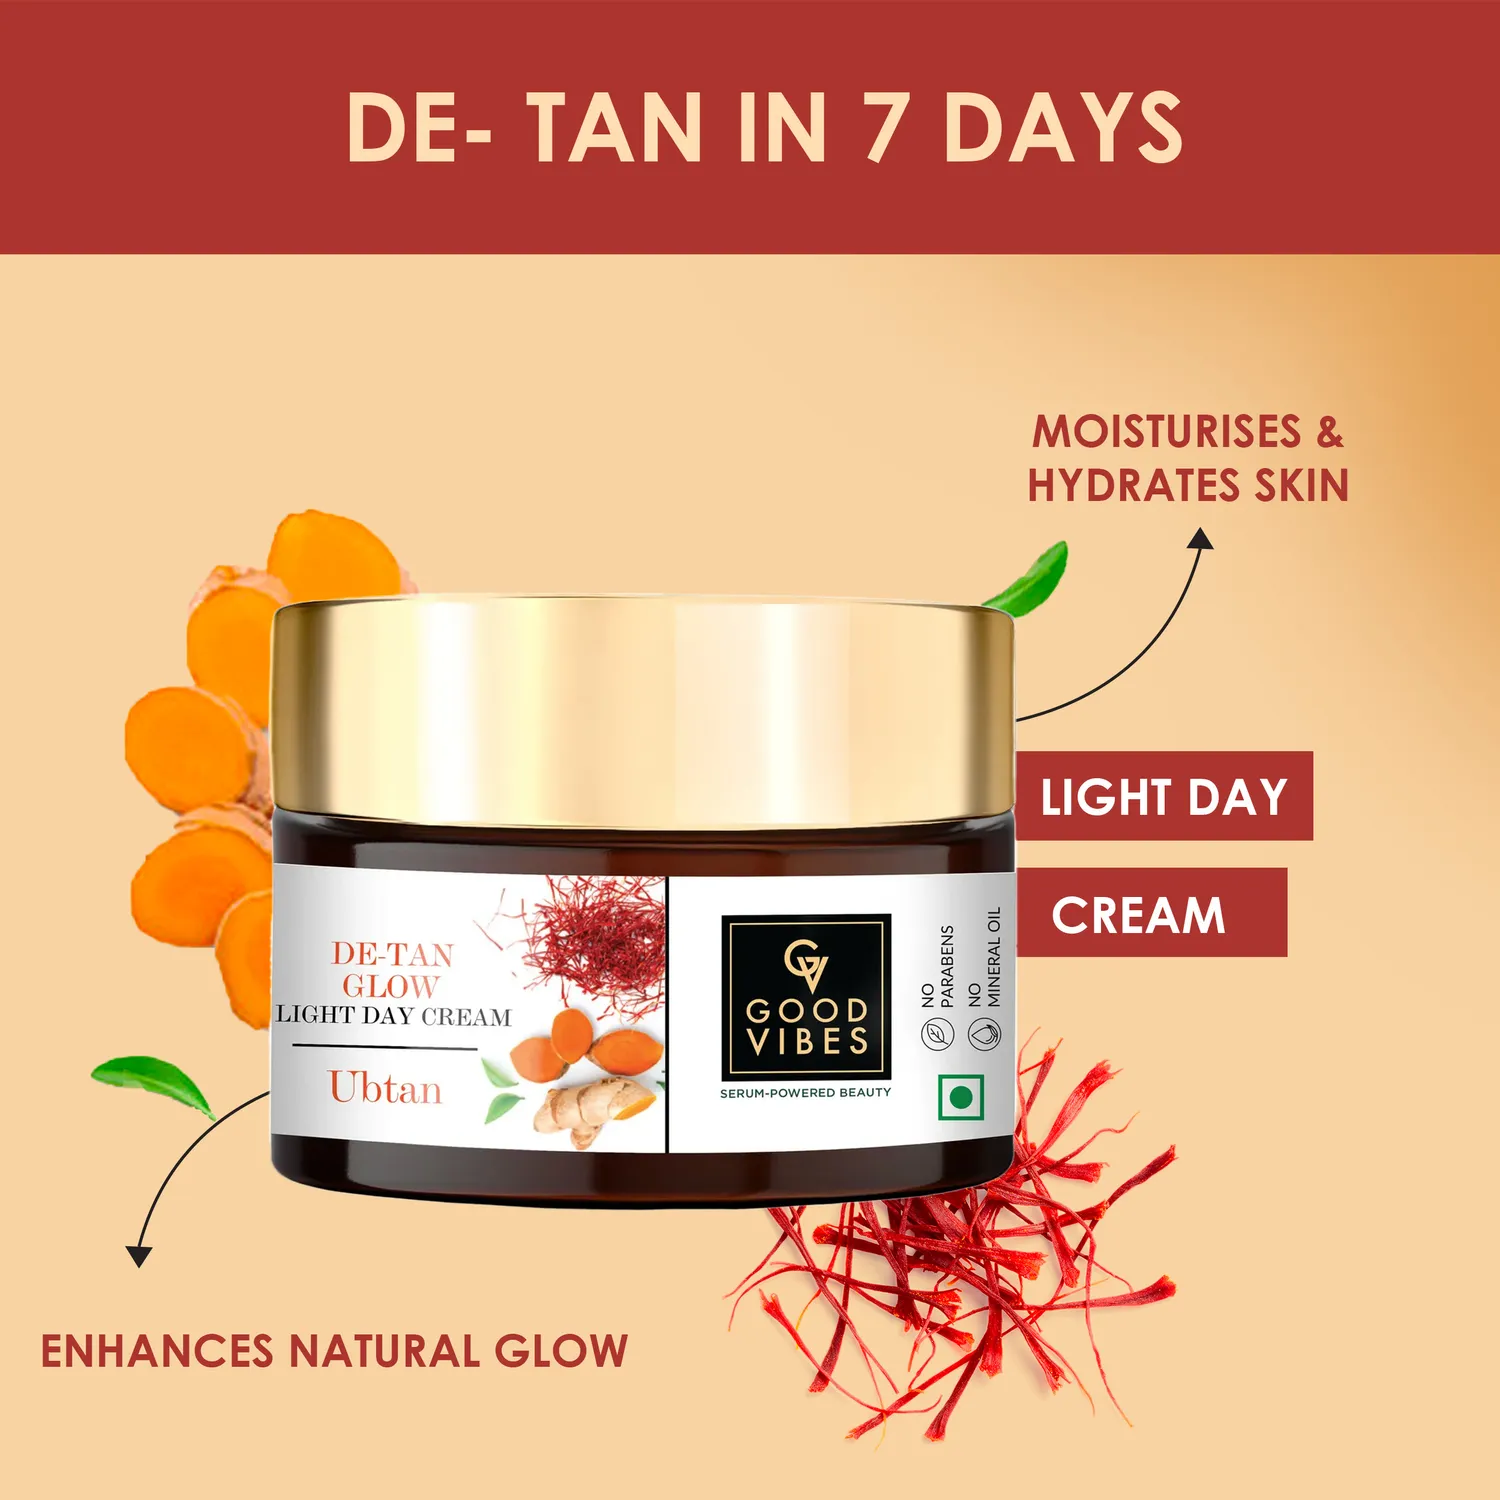 DE- TAN IN 7 DAYS
MOISTURISES &
HYDRATES SKIN
LIGHT DAY
CREAM
DE-TAN
GLOW
LIGHT DAY CREAM
Ubtan
GV
GOOD
VIBES
SERUM-POWERED BEAUTY
NO
PARABENS
NO
MINERAL OIL
ENHANCES NATURAL GLOW